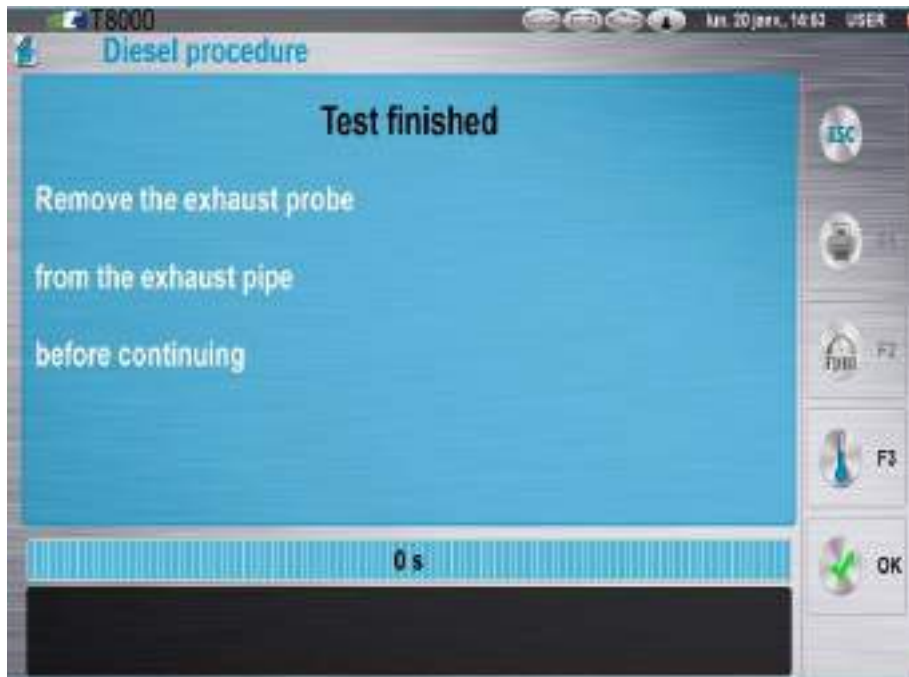 T8000
USER
Diesel procedure
Test finished
Remove the exhaust probe
from the exhaust pipe
before continuing
ESC
F2
F3
0 s
OK